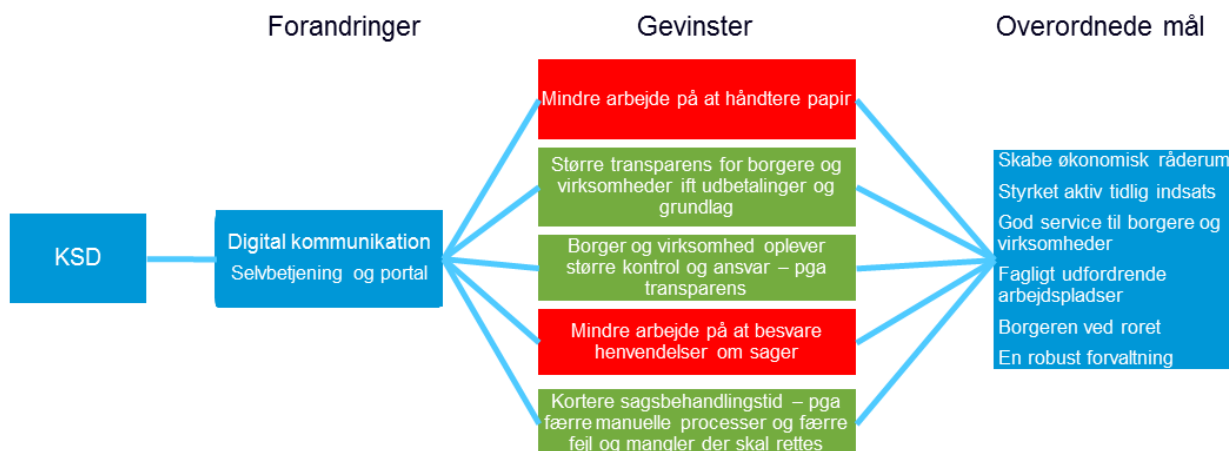 Forandringer
Gevinster
Overordnede mål
KSD
Digital kommunikation
Selvbetjening og portal
Mindre arbejde på at håndtere papir
Større transparens for borgere og
virksomheder ift udbetalinger og
grundlag
Borger og virksomhed oplever
større kontrol og ansvar – pga
transparens
Mindre arbejde på at besvare
henvendelser om sager
Kortere sagsbehandlingstid – pga
færre manuelle processer og færre
fejl og mangler der skal rettes
Skabe økonomisk råderum
Styrket aktiv tidlig indsats
God service til borgere og
virksomheder
Fagligt udfordrende
arbejdspladser
Borgeren ved roret
En robust forvaltning